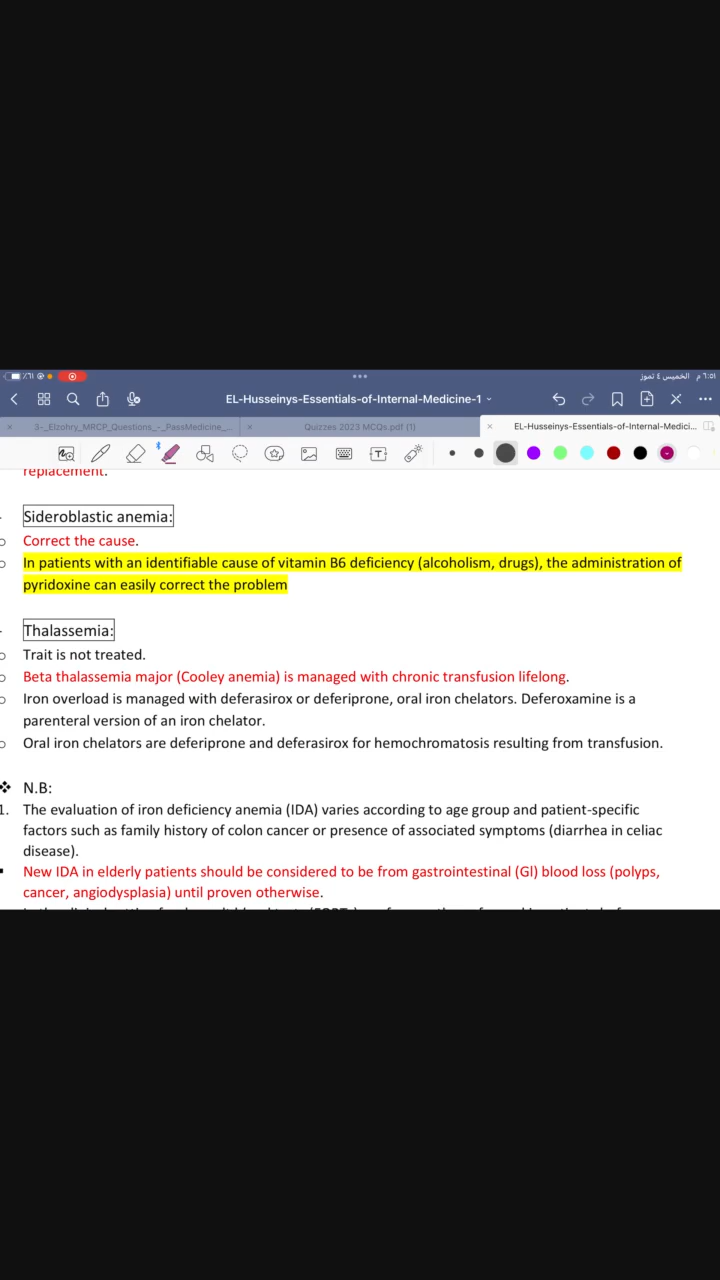 ٪٦١
٦:٥١ م الخميس ٤ تموز
EL-Husseinys-Essentials-of-Internal-Medicine-1
3-_Elzohry_MRCP_Questions_-_PassMedicine_...
Quizzes 2023 MCQs.pdf (1)
EL-Husseinys-Essentials-of-Internal-Medici...
replacement.
Sideroblastic anemia:
o Correct the cause.
o In patients with an identifiable cause of vitamin B6 deficiency (alcoholism, drugs), the administration of
pyridoxine can easily correct the problem
Thalassemia:
o Trait is not treated.
o Beta thalassemia major (Cooley anemia) is managed with chronic transfusion lifelong.
o Iron overload is managed with deferasirox or deferiprone, oral iron chelators. Deferoxamine is a
parenteral version of an iron chelator.
o Oral iron chelators are deferiprone and deferasirox for hemochromatosis resulting from transfusion.
❖ N.B:
1. The evaluation of iron deficiency anemia (IDA) varies according to age group and patient-specific
factors such as family history of colon cancer or presence of associated symptoms (diarrhea in celiac
disease).
▪ New IDA in elderly patients should be considered to be from gastrointestinal (GI) blood loss (polyps,
cancer, angiodysplasia) until proven otherwise.